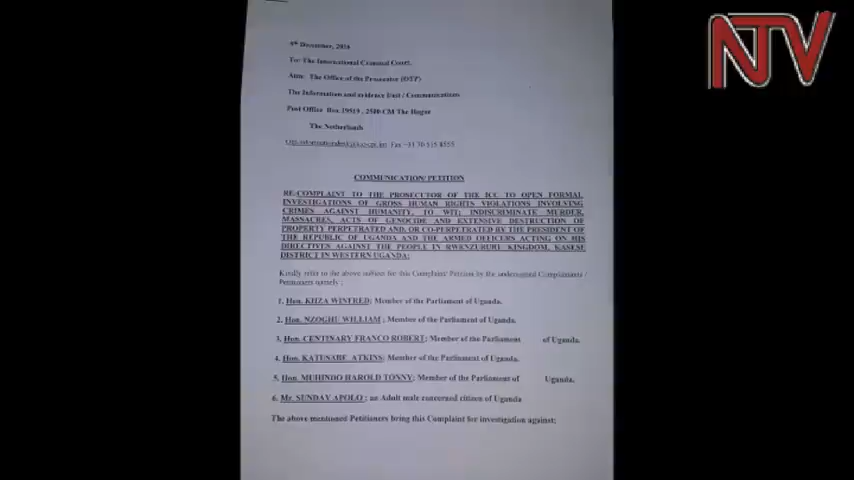 NTV
6th December, 2016
To: The International Criminal Court.
Attn: The Office of the Prosecutor (OTP)
The Information and evidence Unit / Communications
Post Office Box 19519, 2500 CM The Hague
The Netherlands
Fax +31 70 515 8555
COMMUNICATION/ PETITION
RE:COMPLAINT TO THE PROSECUTOR OF THE ICC TO OPEN FORMAL
INVESTIGATIONS OF GROSS HUMAN RIGHTS VIOLATIONS INVOLVING
CRIMES AGAINST HUMANITY, TO WIT; INDISCRIMINATE MURDER,
MASSACRES, ACTS OF GENOCIDE AND EXTENSIVE DESTRUCTION OF
PROPERTY PERPETRATED AND, OR CO-PERPETRATED BY THE PRESIDENT OF
THE REPUBLIC OF UGANDA AND THE ARMED OFFICERS ACTING ON HIS
DIRECTIVES AGAINST THE PEOPLE IN RWENZURURU KINGDOM, KASESE
DISTRICT IN WESTERN UGANDA;
Kindly refer to the above subject for this Complaint/ Petition by the undersigned Complainants /
Petitioners namely ;
1. Hon. KIIZA WINFRED; Member of the Parliament of Uganda.
2. Hon. NZOGHU WILLIAM ; Member of the Parliament of Uganda.
3. Hon. CENTINARY FRANCO ROBERT; Member of the Parliament of Uganda.
4. Hon. KATUSABE ATKINS; Member of the Parliament of Uganda.
5. Hon. MUHINDO HAROLD TONNY; Member of the Parliament of Uganda.
6. Mr. SUNDAY APOLO ; an Adult male concerned citizen of Uganda
The above mentioned Petitioners bring this Complaint for investigation against;